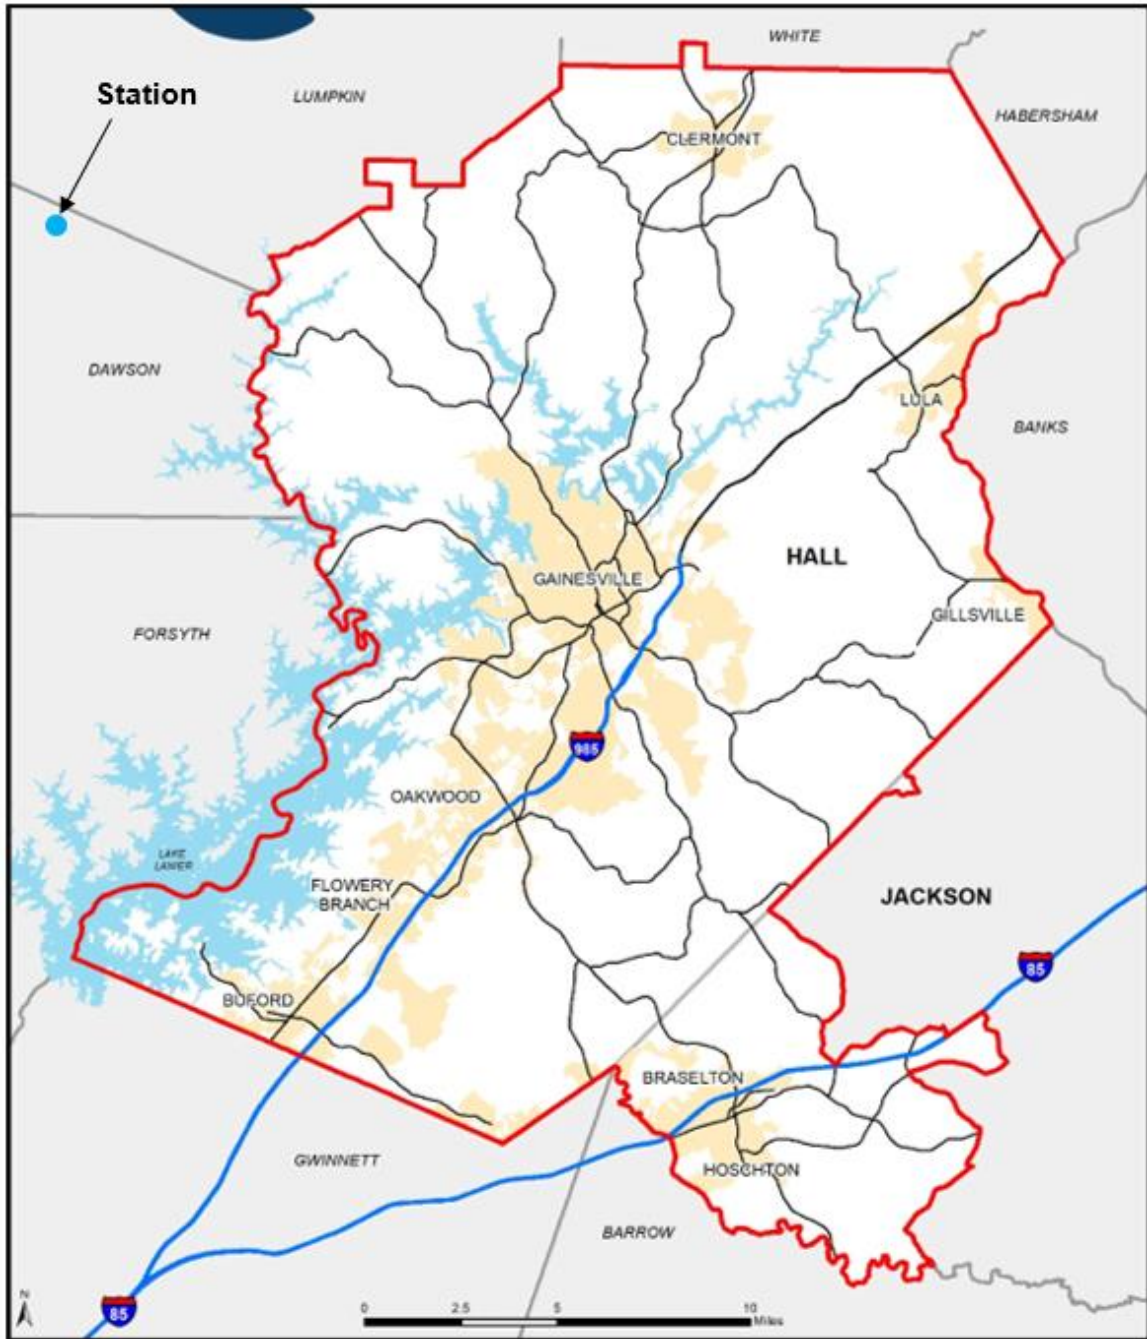 WHITE
Station
LUMPKIN
HABERSHAM
CLERMONT
DAWSON
LULA
BANKS
HALL
GAINESVILLE
GILLSVILLE
FORSYTH
985
OAKWOOD
LAKE
LANIER
FLOWERY
BRANCH
JACKSON
85
BUFORD
BRASELTON
GWINNETT
HOSCHTON
BARROW
N
85
0 2.5 5 10
Miles